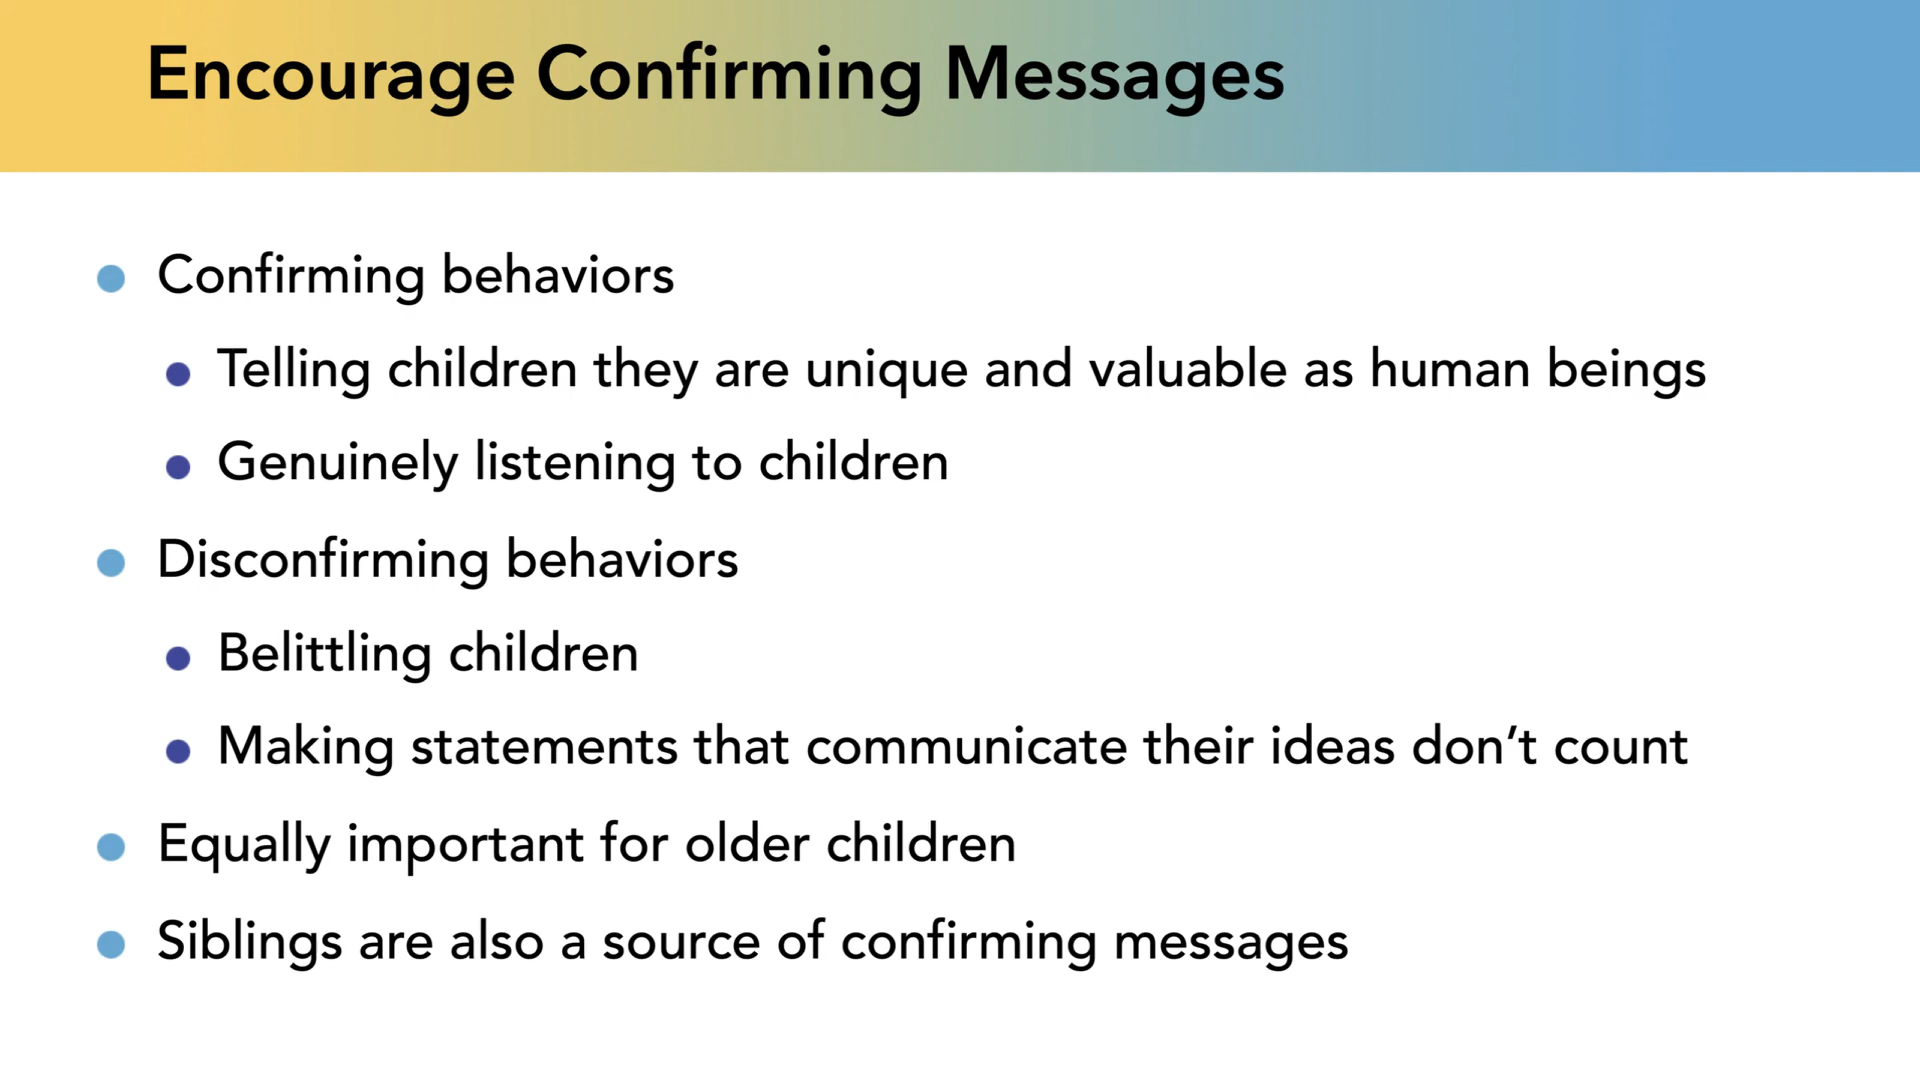 Encourage Confirming Messages
Confirming behaviors
Telling children they are unique and valuable as human beings
Genuinely listening to children
Disconfirming behaviors
Belittling children
Making statements that communicate their ideas don’t count
Equally important for older children
Siblings are also a source of confirming messages